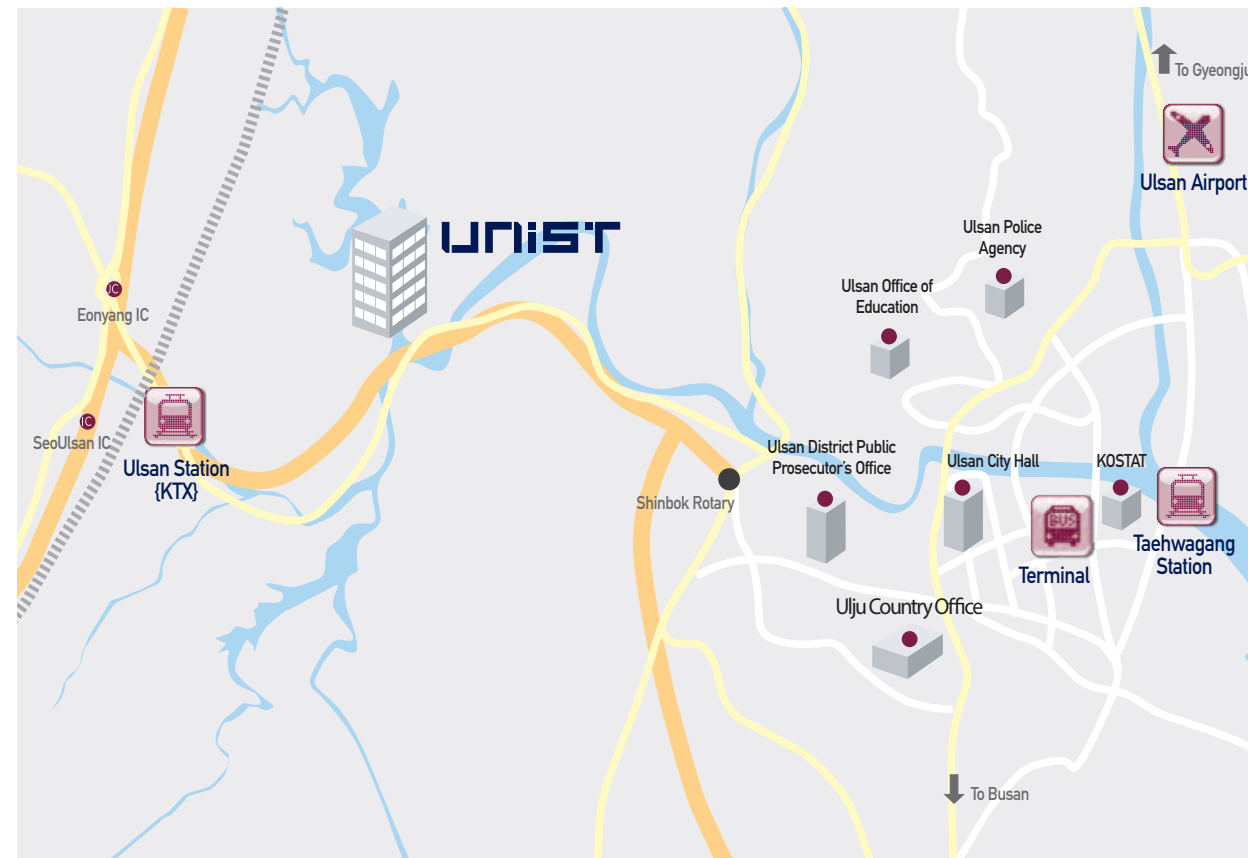 To Gyeongju
Ulsan Airport
UNiST
Ulsan Police
Agency
Ulsan Office of
Education
IC
Eonyang IC
IC
SeoUlsan IC
Ulsan Station
{KTX}
Shinbok Rotary
Ulsan District Public
Prosecutor's Office
Ulsan City Hall
KOSTAT
BUS
Terminal
Taehwagang
Station
Ulju Country Office
To Busan